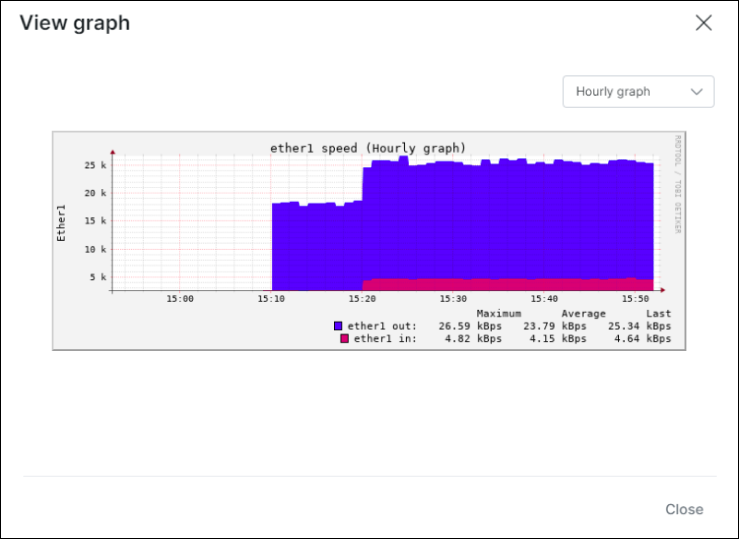 View graph
Hourly graph
ether1 speed (Hourly graph)
RRDTOOL / TOBI OETIKER
Ether1
25 k
20 k
15 k
10 k
5 k
15:00 15:10 15:20 15:30 15:40 15:50
Maximum Average Last
ether1 out: 26.59 kBps 23.79 kBps 25.34 kBps
ether1 in: 4.82 kBps 4.15 kBps 4.64 kBps
Close